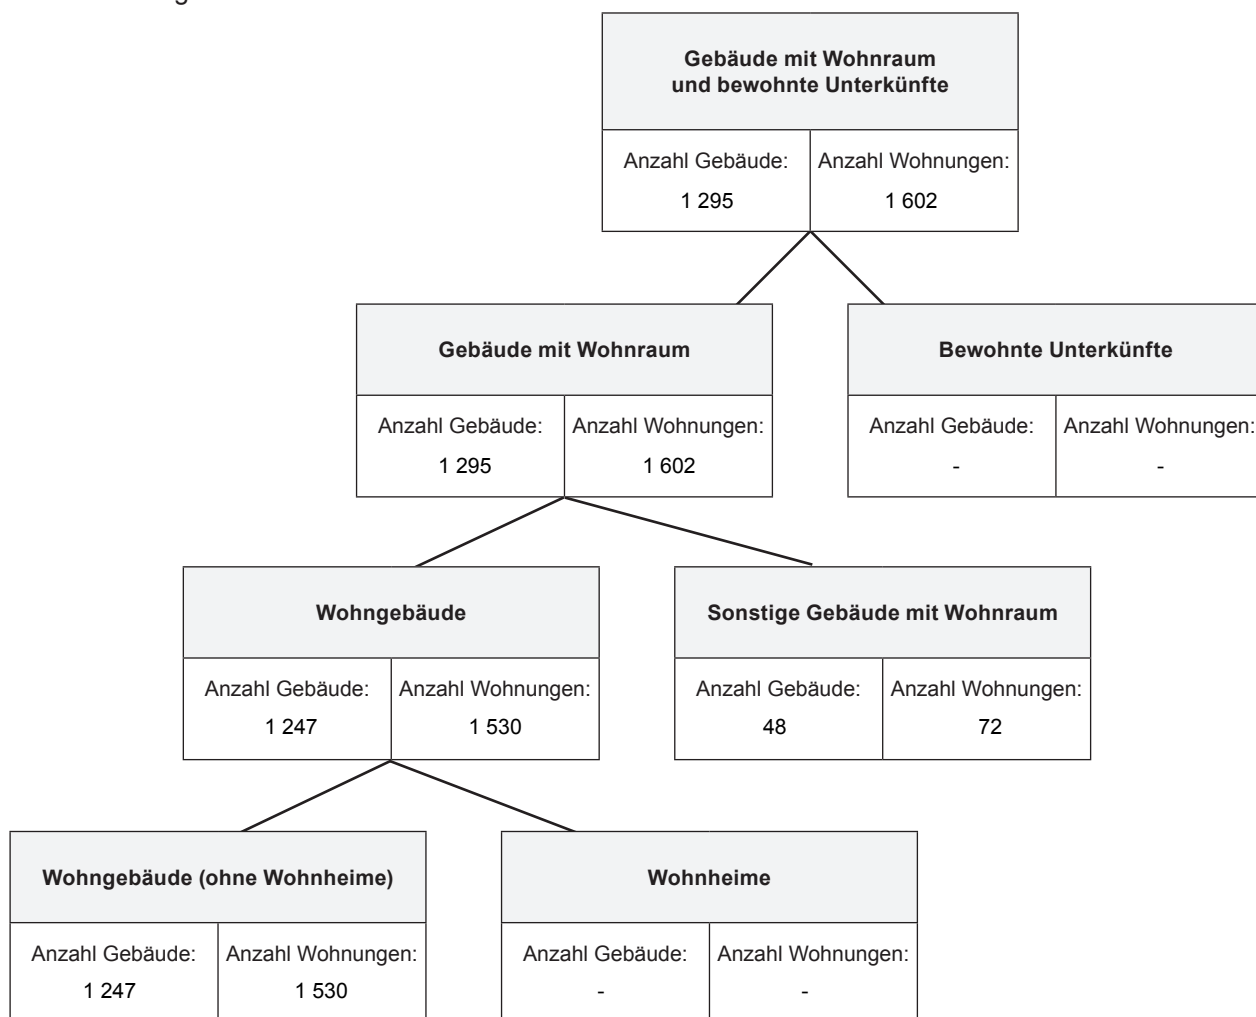 Gebäude mit Wohnraum
und bewohnte Unterkünfte
Anzahl Gebäude: Anzahl Wohnungen:
1 295 1 602
Gebäude mit Wohnraum Bewohnte Unterkünfte
Anzahl Gebäude: Anzahl Wohnungen: Anzahl Gebäude: Anzahl Wohnungen:
1 295 1 602 - -
Wohngebäude Sonstige Gebäude mit Wohnraum
Anzahl Gebäude: Anzahl Wohnungen: Anzahl Gebäude: Anzahl Wohnungen:
1 247 1 530 48 72
Wohngebäude (ohne Wohnheime) Wohnheime
Anzahl Gebäude: Anzahl Wohnungen: Anzahl Gebäude: Anzahl Wohnungen:
1 247 1 530 - -